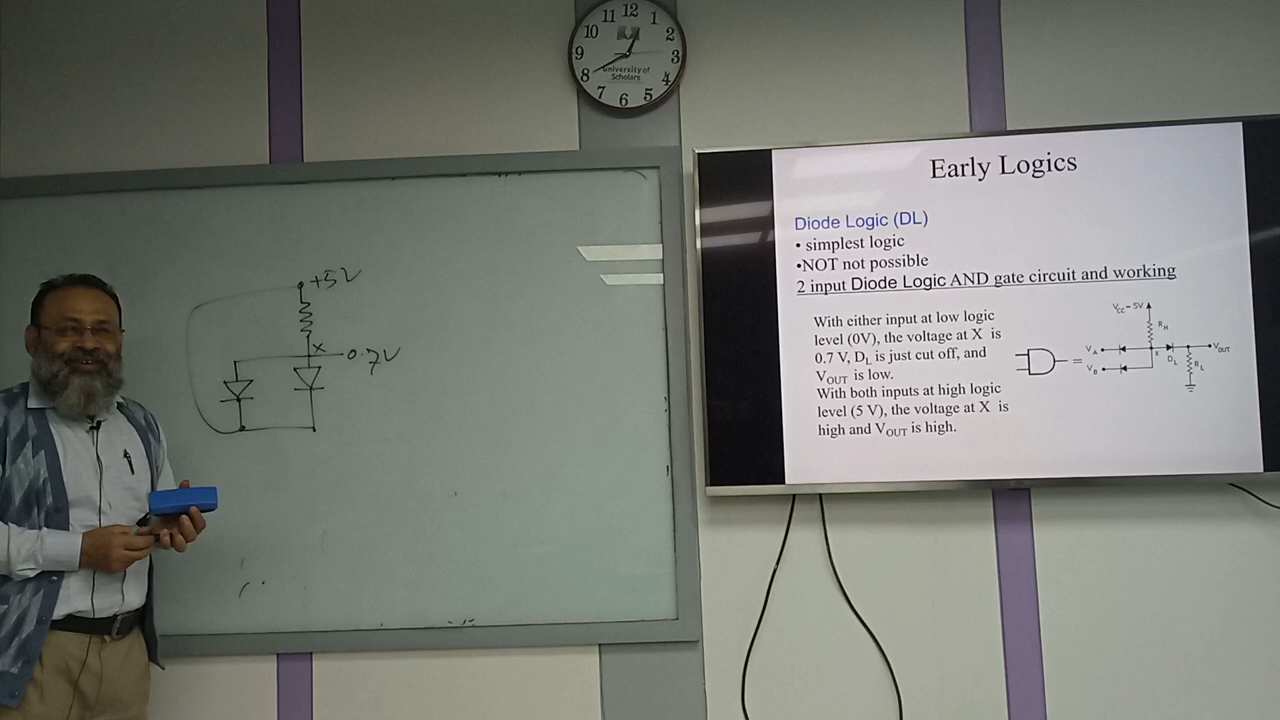 12
11
1
10
2
9
3
University of
Scholars
8
4
7
5
6
+5V
x
0.7V
Early Logics
Diode Logic (DL)
• simplest logic
•NOT not possible
2 input Diode Logic AND gate circuit and working
With either input at low logic
level (0V), the voltage at X is
0.7 V, DL is just cut off, and
VOUT is low.
With both inputs at high logic
level (5 V), the voltage at X is
high and VOUT is high.
VCC=5V
RH
VA
VOUT
=
X
DL
VB
RL